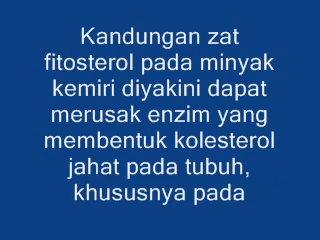 Kandungan zat
fitosterol pada minyak
kemiri diyakini dapat
merusak enzim yang
membentuk kolesterol
jahat pada tubuh,
khususnya pada